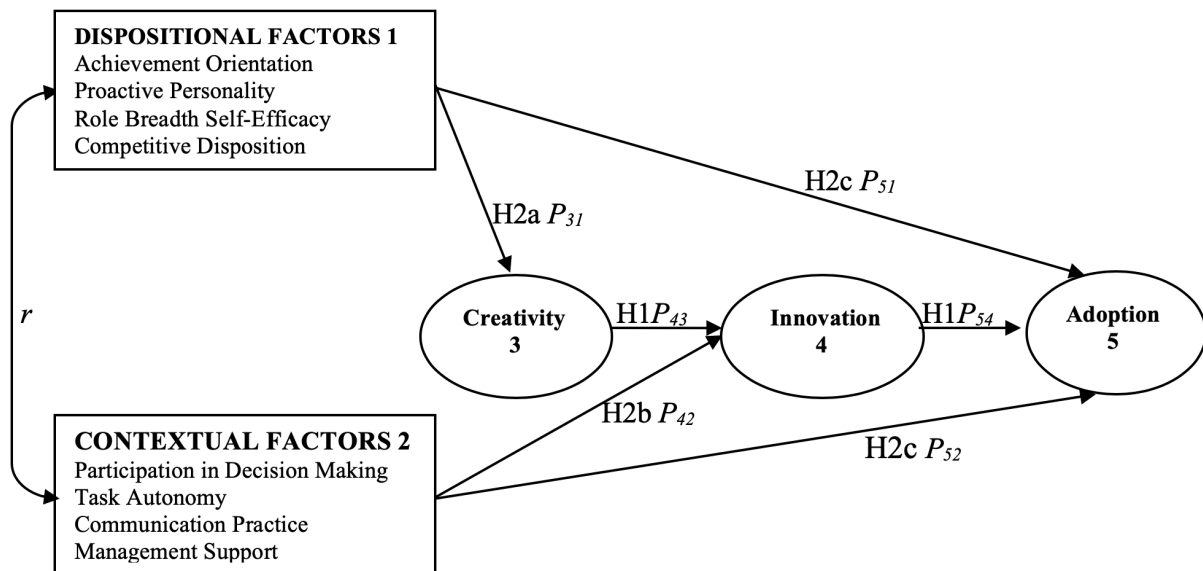 DISPOSITIONAL FACTORS 1
Achievement Orientation
Proactive Personality
Role Breadth Self-Efficacy
Competitive Disposition
H2c P51
H2a P31
r
Creativity
3
H1P43
Innovation
4
H1P54
Adoption
5
H2b P42
H2c P52
CONTEXTUAL FACTORS 2
Participation in Decision Making
Task Autonomy
Communication Practice
Management Support